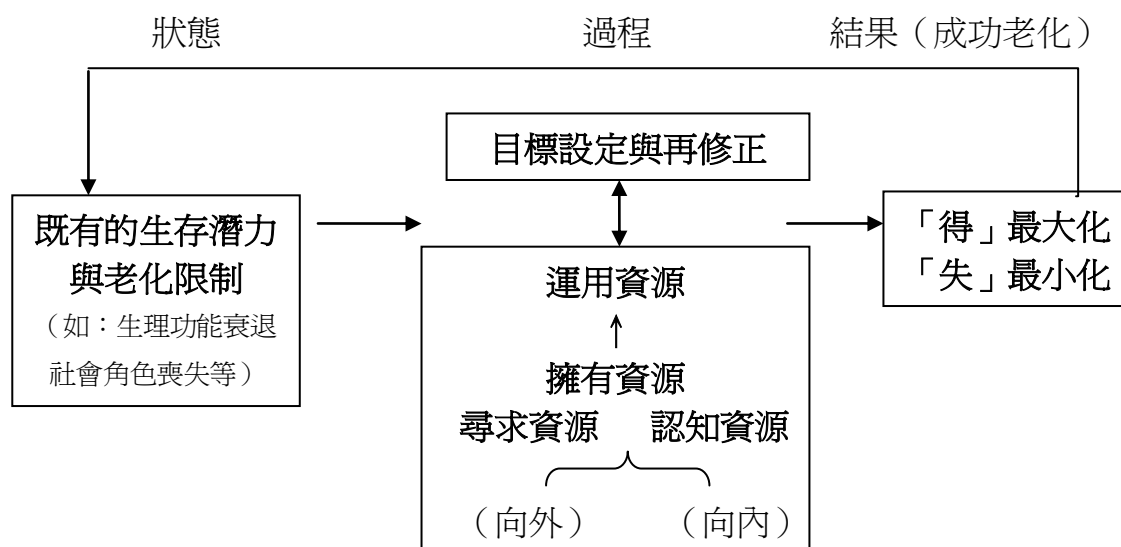 狀態 過程 結果（成功老化）
目標設定與再修正
既有的生存潛力
與老化限制
（如：生理功能衰退
社會角色喪失等）
運用資源
擁有資源
尋求資源 認知資源
（向外） （向內）
「得」最大化
「失」最小化